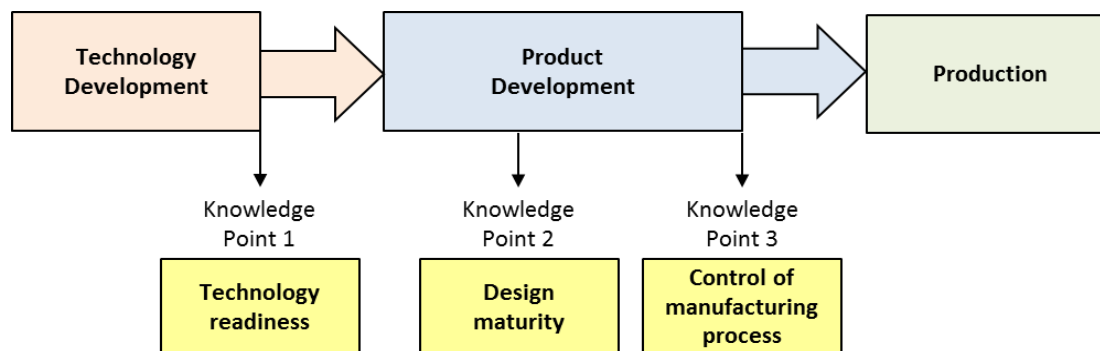 Technology
Development
Product
Development
Production
Knowledge
Point 1
Knowledge
Point 2
Knowledge
Point 3
Technology
readiness
Design
maturity
Control of
manufacturing
process